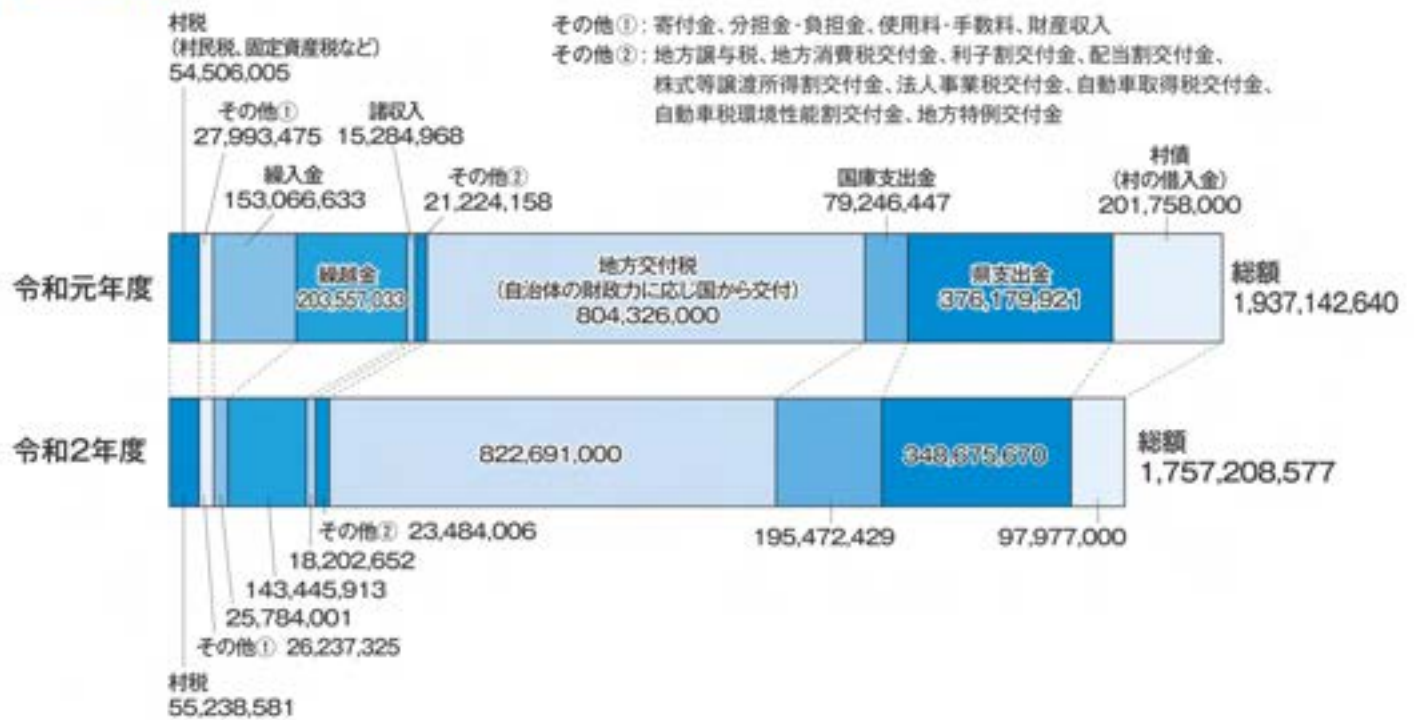 村税
(村民税、固定資産税など)
54,506,005
その他①
27,993,475
諸収入
15,284,968
繰入金
153,066,633
その他②
21,224,158
その他①: 寄付金、分担金・負担金、使用料・手数料、財産収入
その他②: 地方譲与税、地方消費税交付金、利子割交付金、配当割交付金、
株式等譲渡所得割交付金、法人事業税交付金、自動車取得税交付金、
自動車税環境性能割交付金、地方特例交付金
国庫支出金
79,246,447
村債
(村の借入金)
201,758,000
令和元年度
繰越金
203,557,033
地方交付税
(自治体の財政力に応じ国から交付)
804,326,000
県支出金
376,179,921
総額
1,937,142,640
令和2年度
822,691,000
348,675,670
総額
1,757,208,577
その他② 23,484,006
18,202,652
143,445,913
25,784,001
その他① 26,237,325
村税
55,238,581
195,472,429
97,977,000